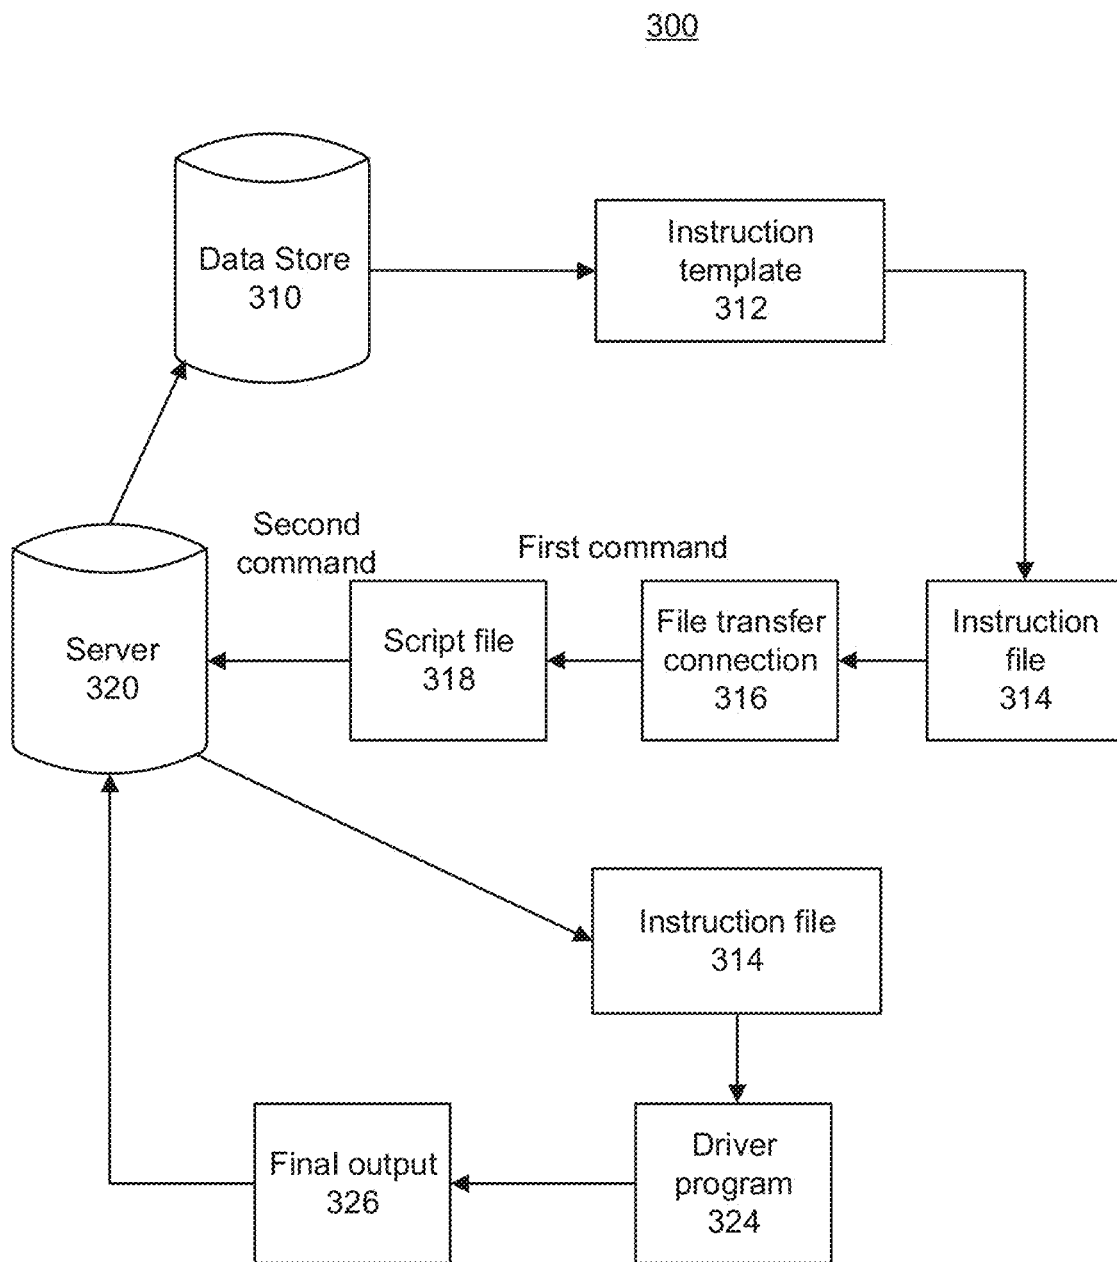 300
Data Store
310
Instruction
template
312
Second
command
First command
Server
320
Script file
318
File transfer
connection
316
Instruction
file
314
Instruction file
314
Final output
326
Driver
program
324